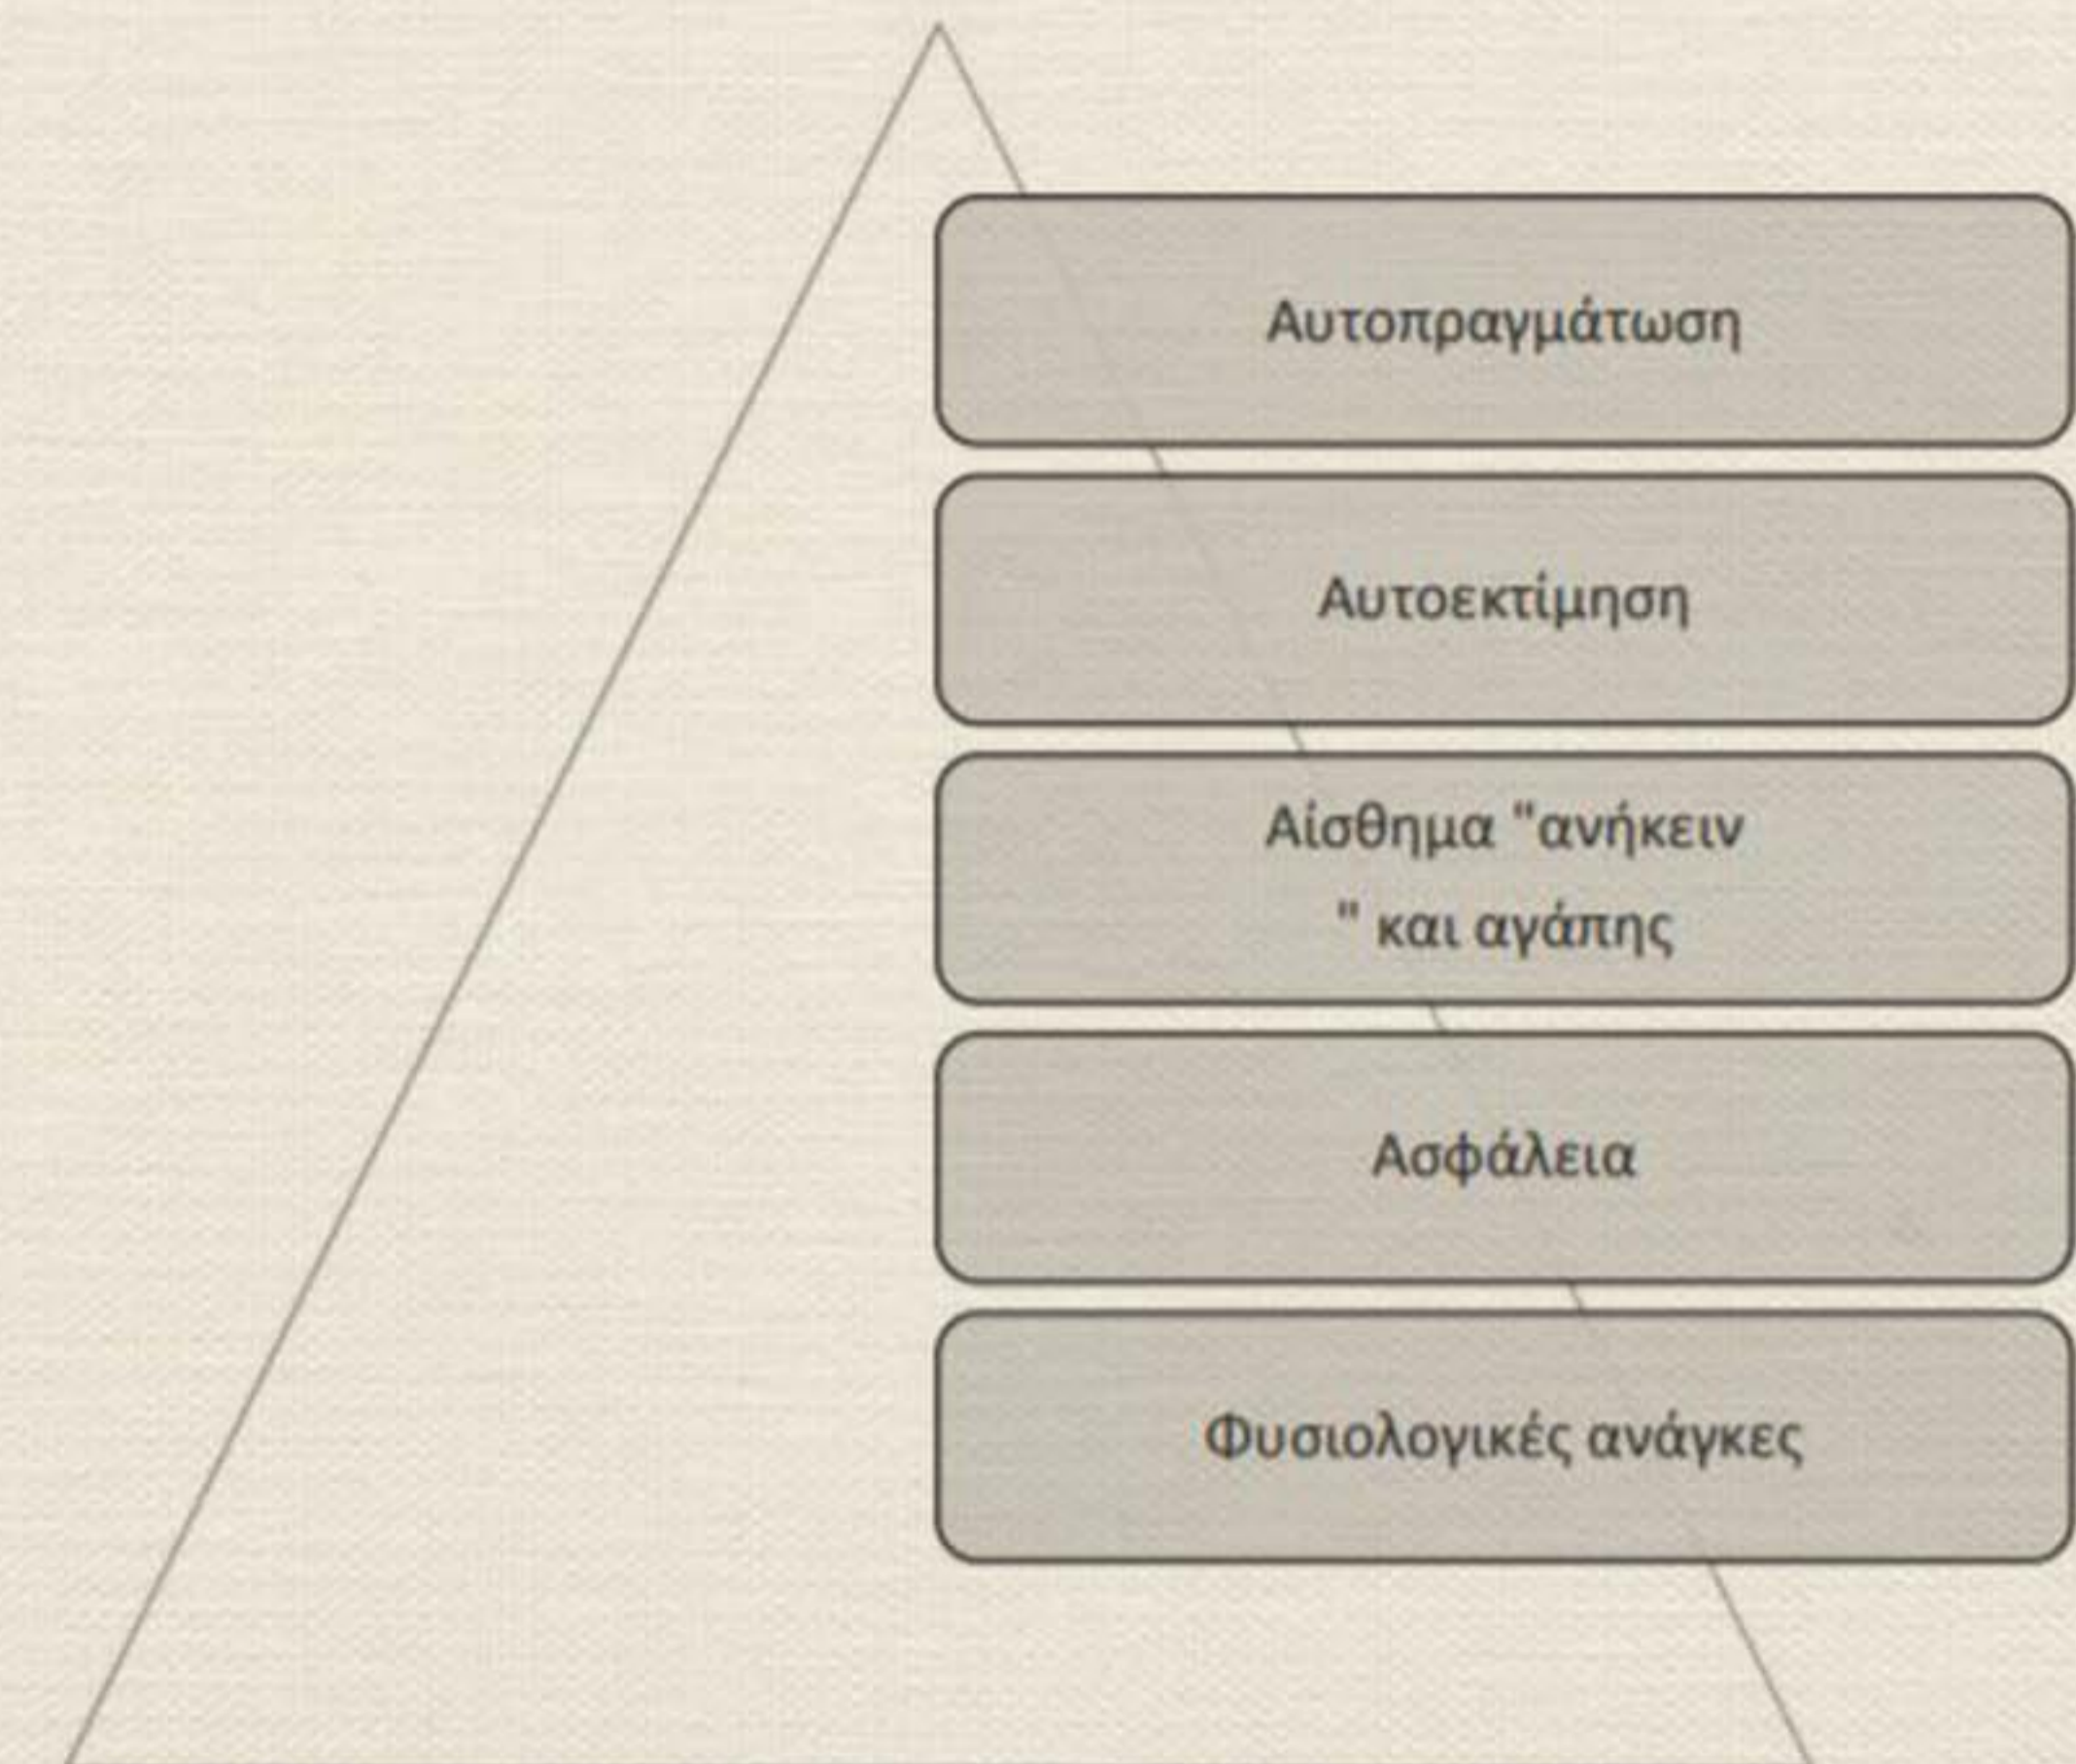 Αυτοπραγμάτωση
Αυτοεκτίμηση
Αίσθημα "ανήκειν
" και αγάπης
Ασφάλεια
Φυσιολογικές ανάγκες